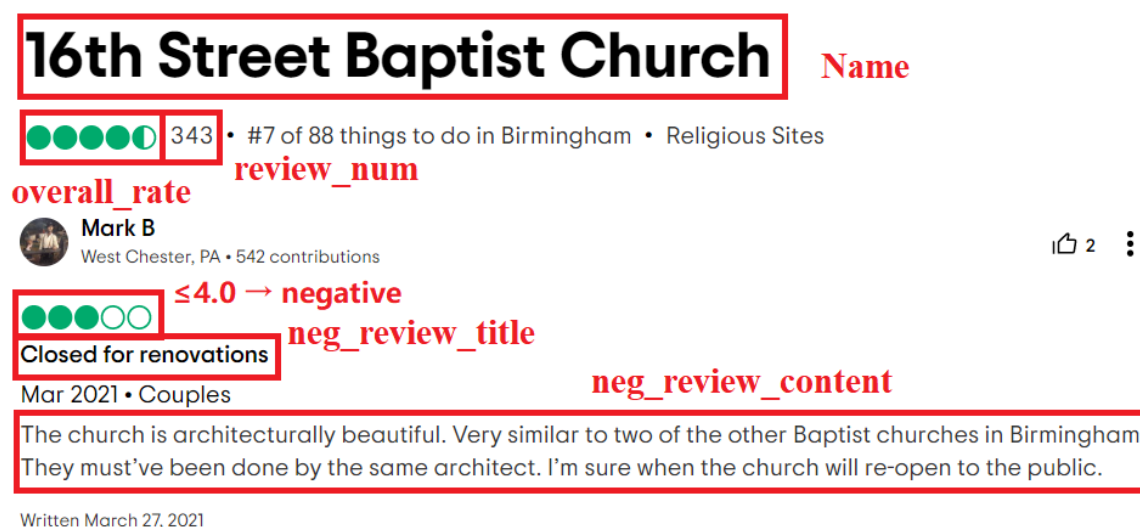 16th Street Baptist Church Name
343 • #7 of 88 things to do in Birmingham • Religious Sites
review_num
overall_rate
Mark B
West Chester, PA • 542 contributions 2
≤4.0 → negative
neg_review_title
Closed for renovations
neg_review_content
Mar 2021 • Couples
The church is architecturally beautiful. Very similar to two of the other Baptist churches in Birmingham
They must've been done by the same architect. I'm sure when the church will re-open to the public.
Written March 27, 2021